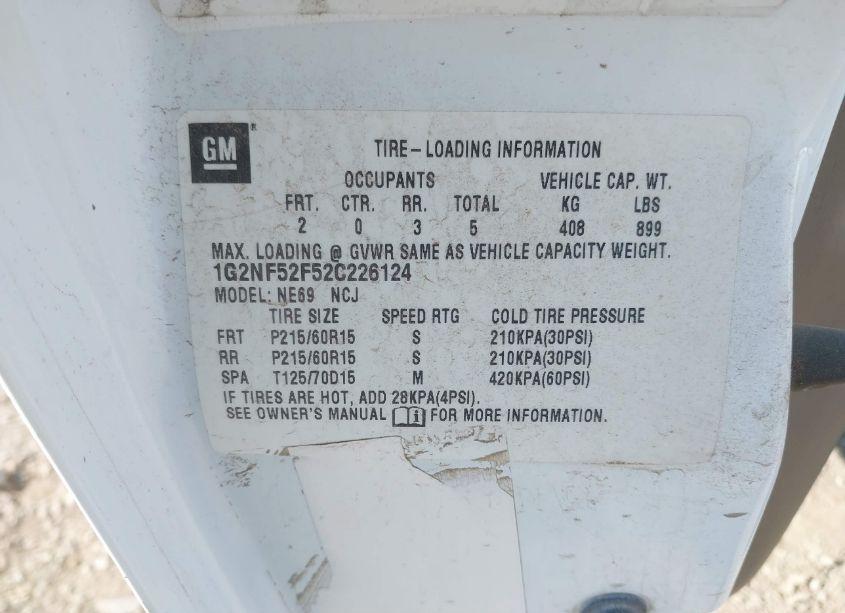 GM
TIRE-LOADING INFORMATION
OCCUPANTS VEHICLE CAP. WT.
FRT. CTR. RR. TOTAL KG LBS
2 0 3 5 408 899
MAX. LOADING @ GVWR SAME AS VEHICLE CAPACITY WEIGHT.
1G2NF52F52C226124
MODEL: NE69 NCJ
TIRE SIZE SPEED RTG COLD TIRE PRESSURE
FRT P215/60R15 S 210KPA(30PSI)
RR P215/60R15 S 210KPA(30PSI)
SPA T125/70D15 M 420KPA(60PSI)
IF TIRES ARE HOT, ADD 28KPA(4PSI).
SEE OWNER'S MANUAL FOR MORE INFORMATION.